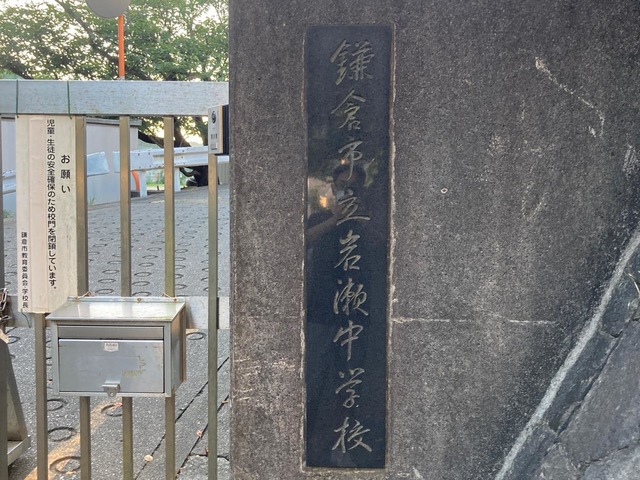 鎌倉市立岩瀬中学校
お願い
児童・生徒の安全確保のため校門を閉鎖しています。
鎌倉市教育委員会・学校長